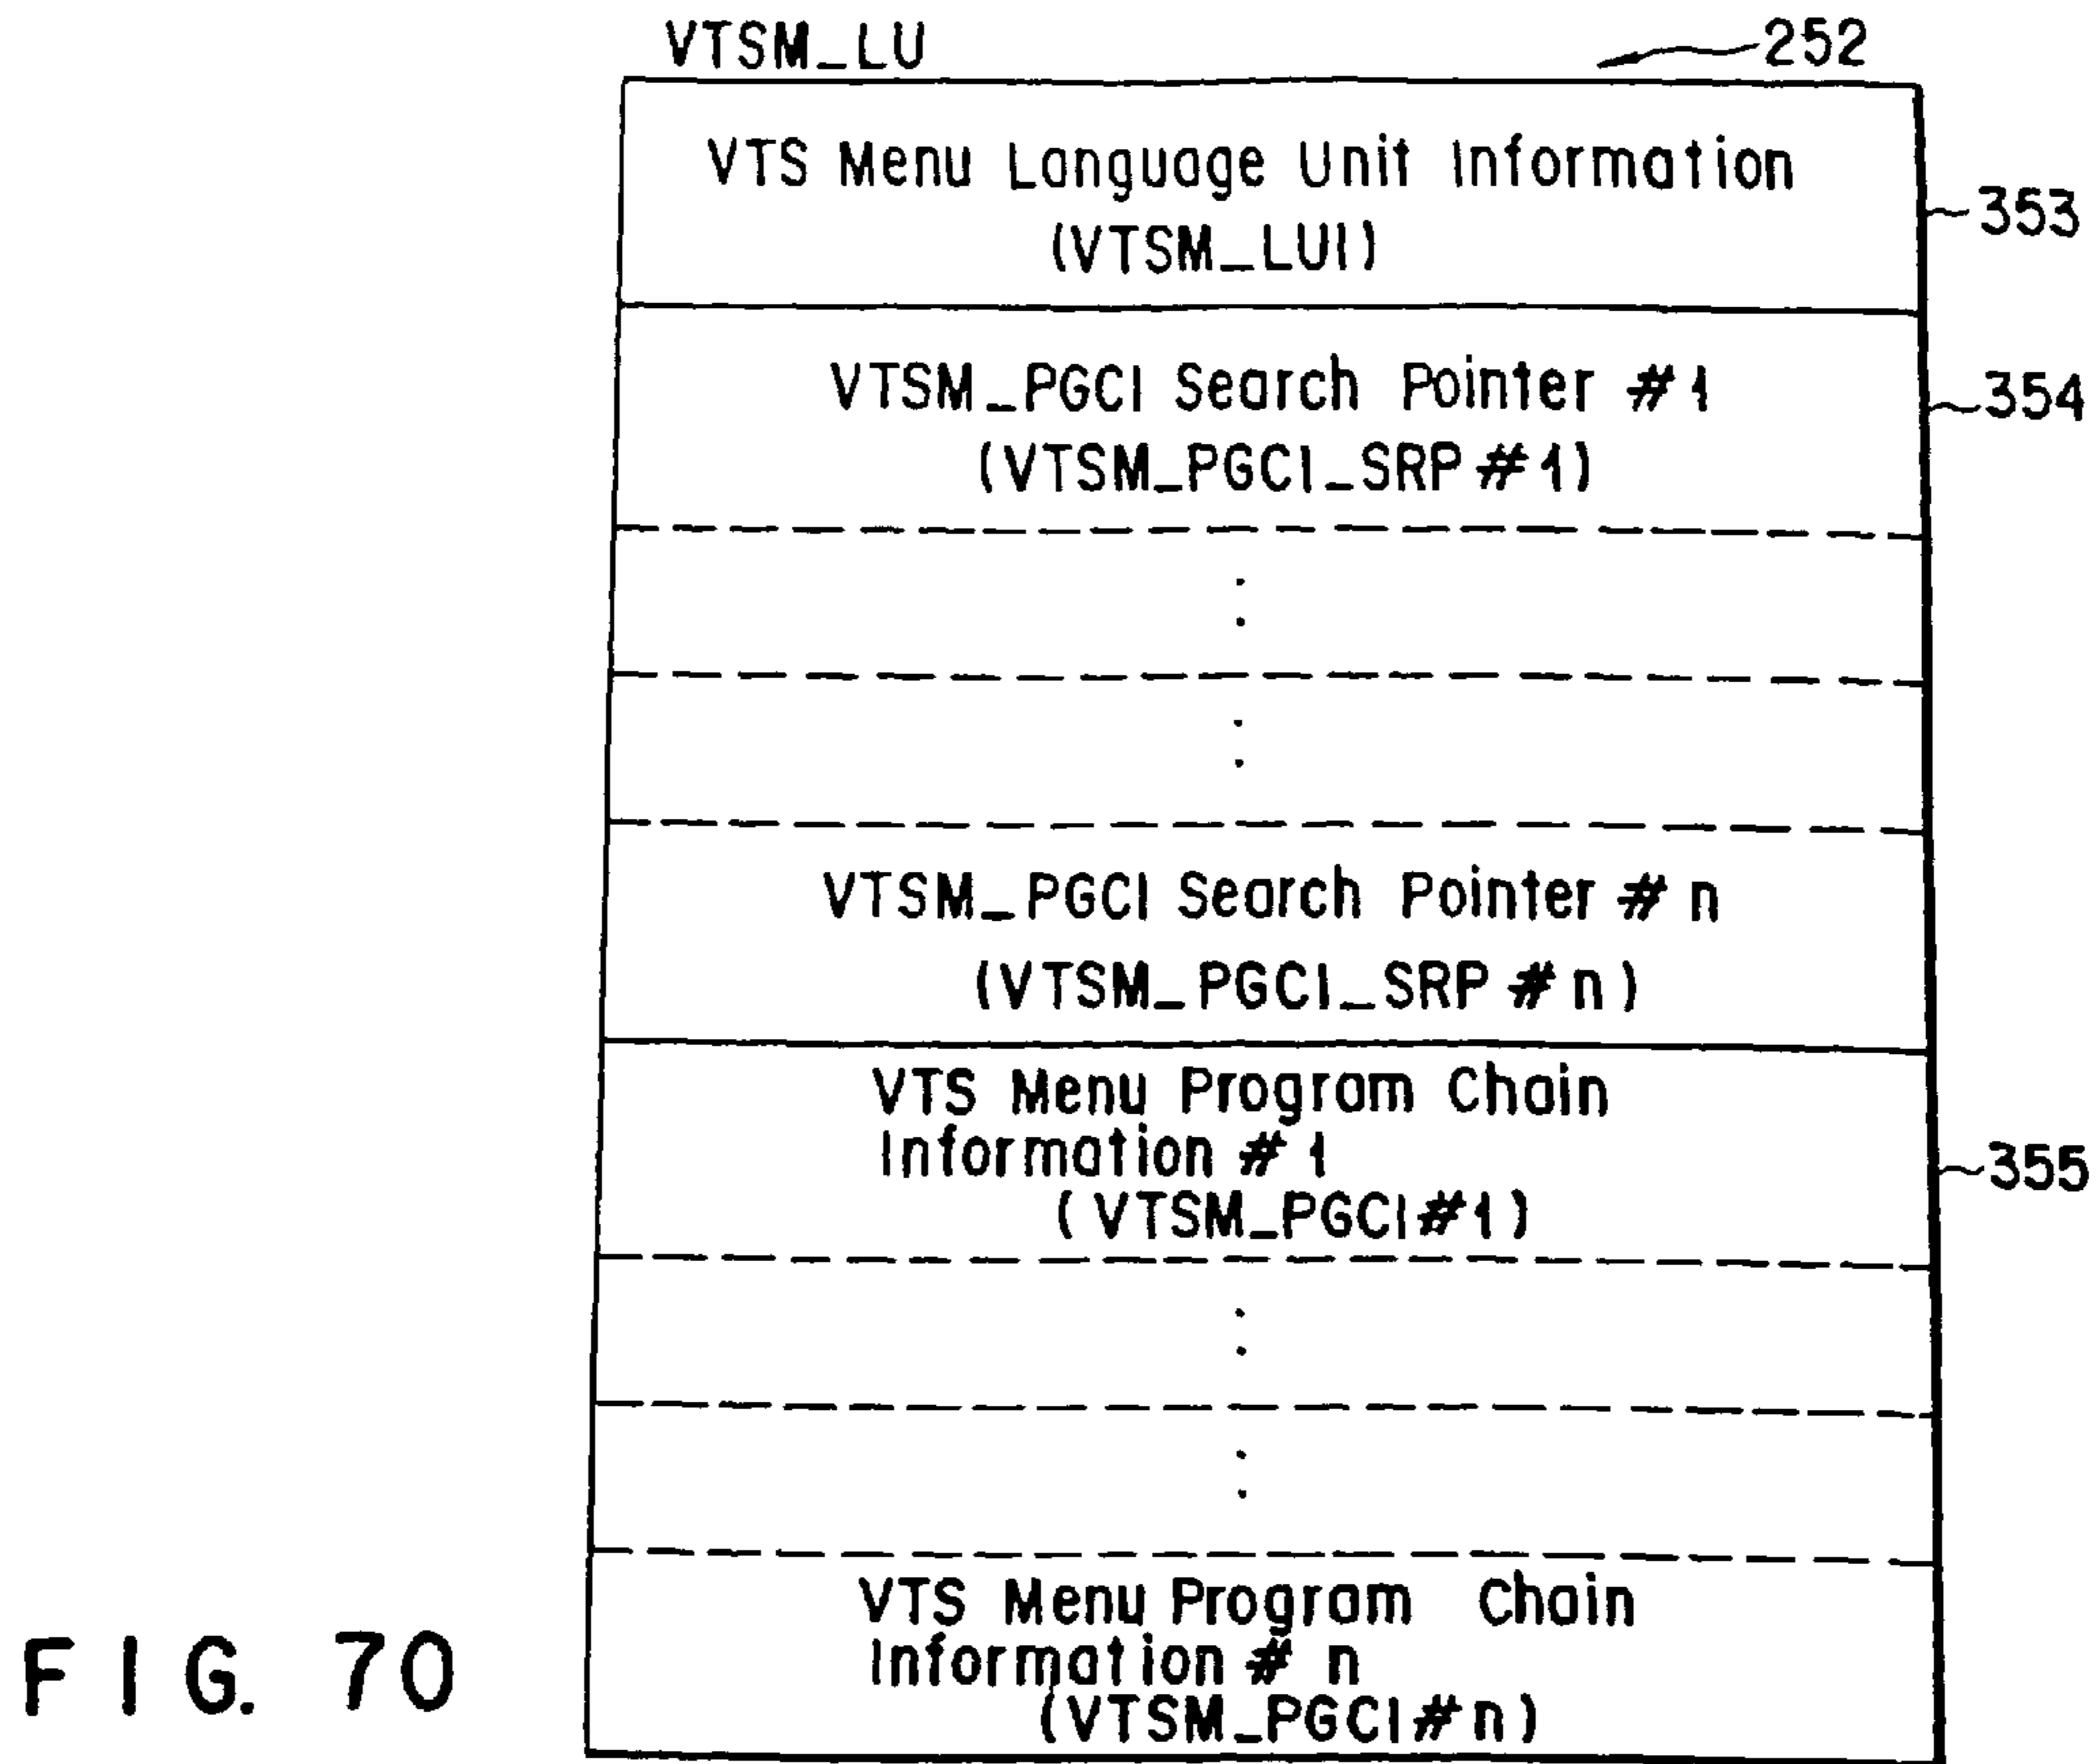 VTSM_LU
252
VTS Menu Language Unit Information
(VTSM_LUI)
353
VTSM_PGCI Search Pointer #1
(VTSM_PGCI_SRP #1)
354
:
:
VTSM_PGCI Search Pointer # n
(VTSM_PGCI_SRP # n)
VTS Menu Program Chain
Information # 1
(VTSM_PGCI#1)
355
:
:
VTS Menu Program Chain
Information # n
(VTSM_PGCI#n)
FIG. 70